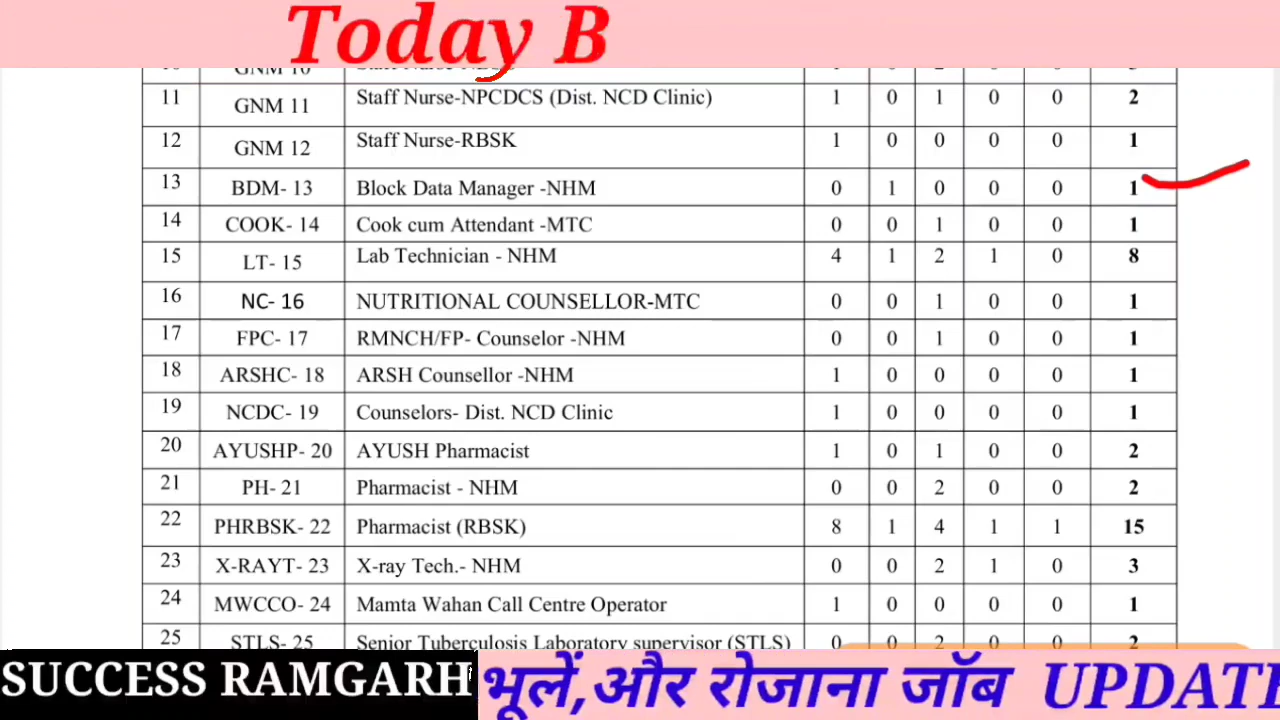 Today B
11 GNM 11 Staff Nurse-NPCDCS (Dist. NCD Clinic) 1 0 1 0 0 2
12 GNM 12 Staff Nurse-RBSK 1 0 0 0 0 1
13 BDM- 13 Block Data Manager -NHM 0 1 0 0 0 1
14 COOK- 14 Cook cum Attendant -MTC 0 0 1 0 0 1
15 LT- 15 Lab Technician - NHM 4 1 2 1 0 8
16 NC- 16 NUTRITIONAL COUNSELLOR-MTC 0 0 1 0 0 1
17 FPC- 17 RMNCH/FP- Counselor -NHM 0 0 1 0 0 1
18 ARSHC- 18 ARSH Counsellor -NHM 1 0 0 0 0 1
19 NCDC- 19 Counselors- Dist. NCD Clinic 1 0 0 0 0 1
20 AYUSHP- 20 AYUSH Pharmacist 1 0 1 0 0 2
21 PH- 21 Pharmacist - NHM 0 0 2 0 0 2
22 PHRBSK- 22 Pharmacist (RBSK) 8 1 4 1 1 15
23 X-RAYT- 23 X-ray Tech.- NHM 0 0 2 1 0 3
24 MWCCO- 24 Mamta Wahan Call Centre Operator 1 0 0 0 0 1
25 STLS- 25 Senior Tuberculosis Laboratory supervisor (STLS) 0 0 2 0 0 2
SUCCESS RAMGARH भूलें,और रोजाना जॉब UPDATE